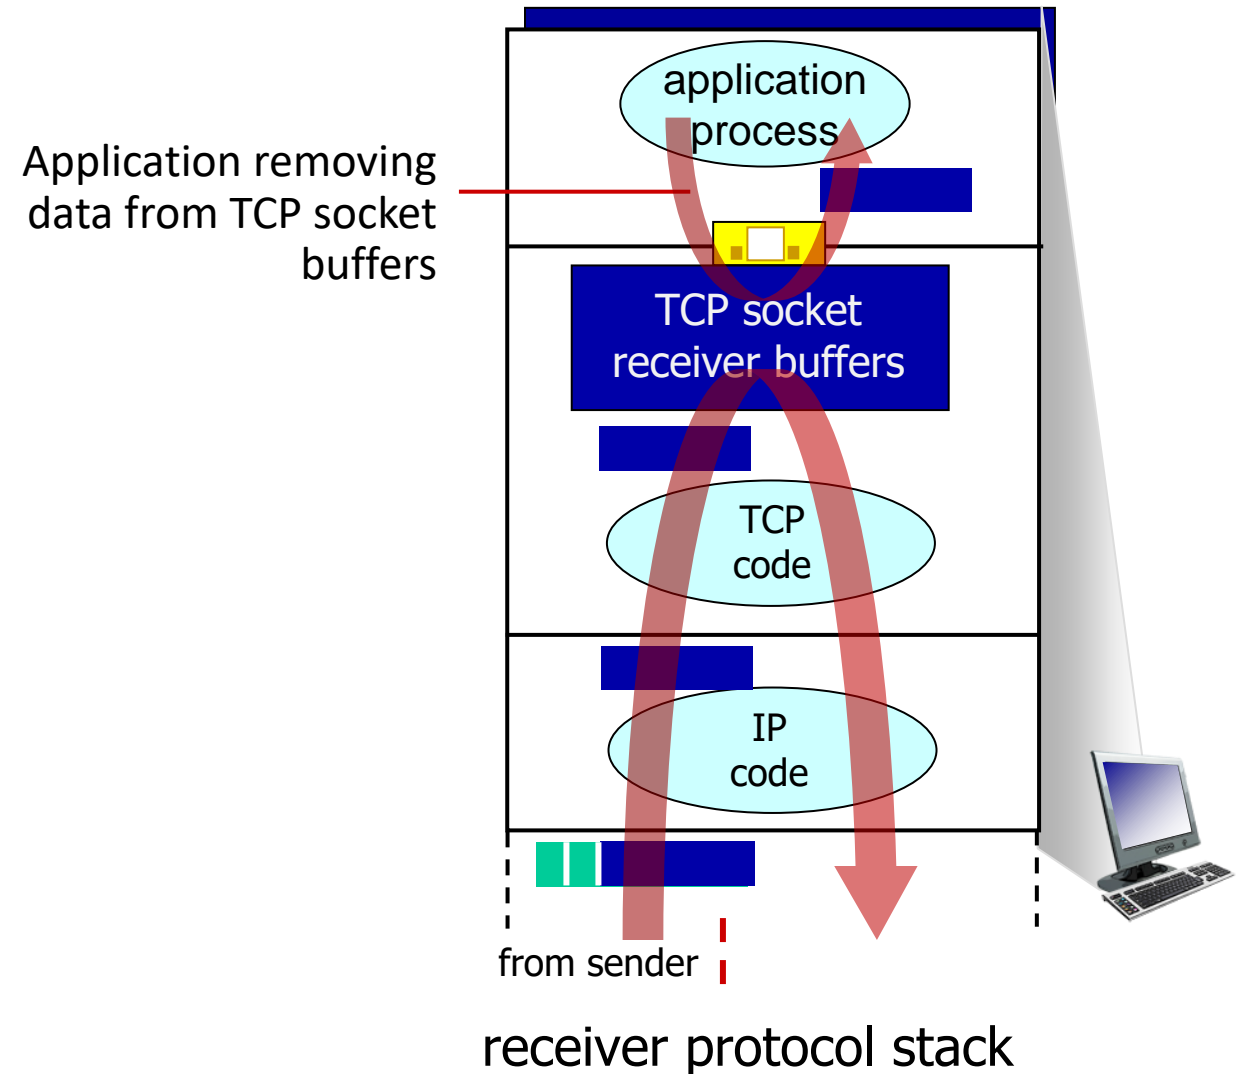 application
process
Application removing
data from TCP socket
buffers
TCP socket
receiver buffers
TCP
code
IP
code
from sender
receiver protocol stack